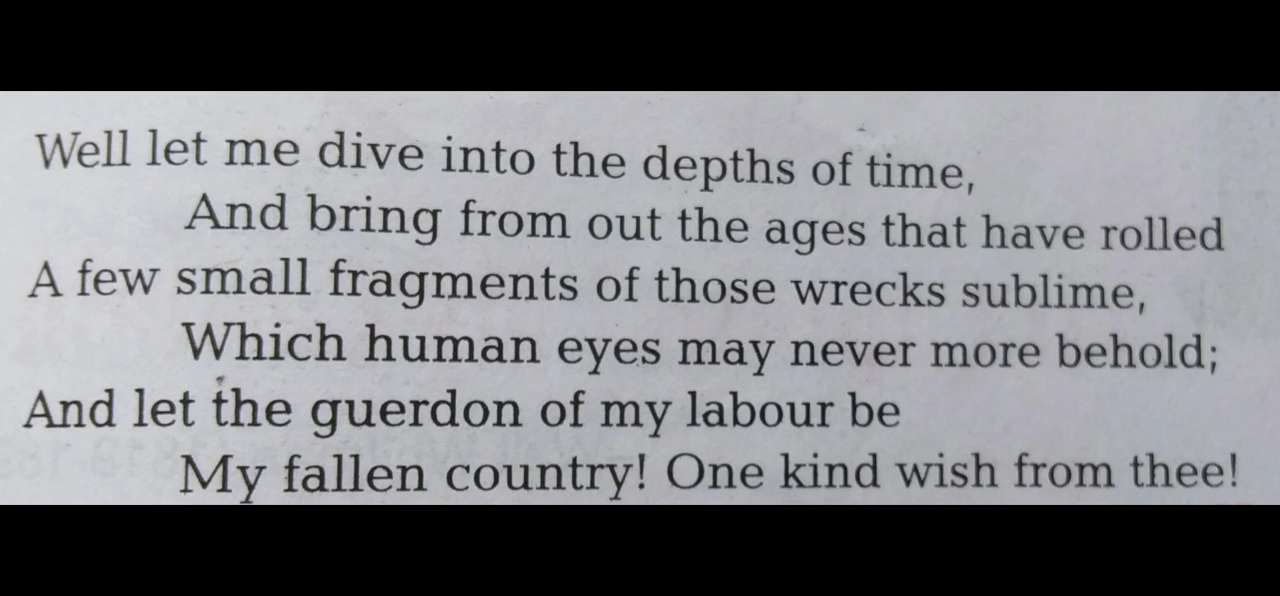 Well let me dive into the depths of time,
And bring from out the ages that have rolled
A few small fragments of those wrecks sublime,
Which human eyes may never more behold;
And let the guerdon of my labour be
My fallen country! One kind wish from thee!